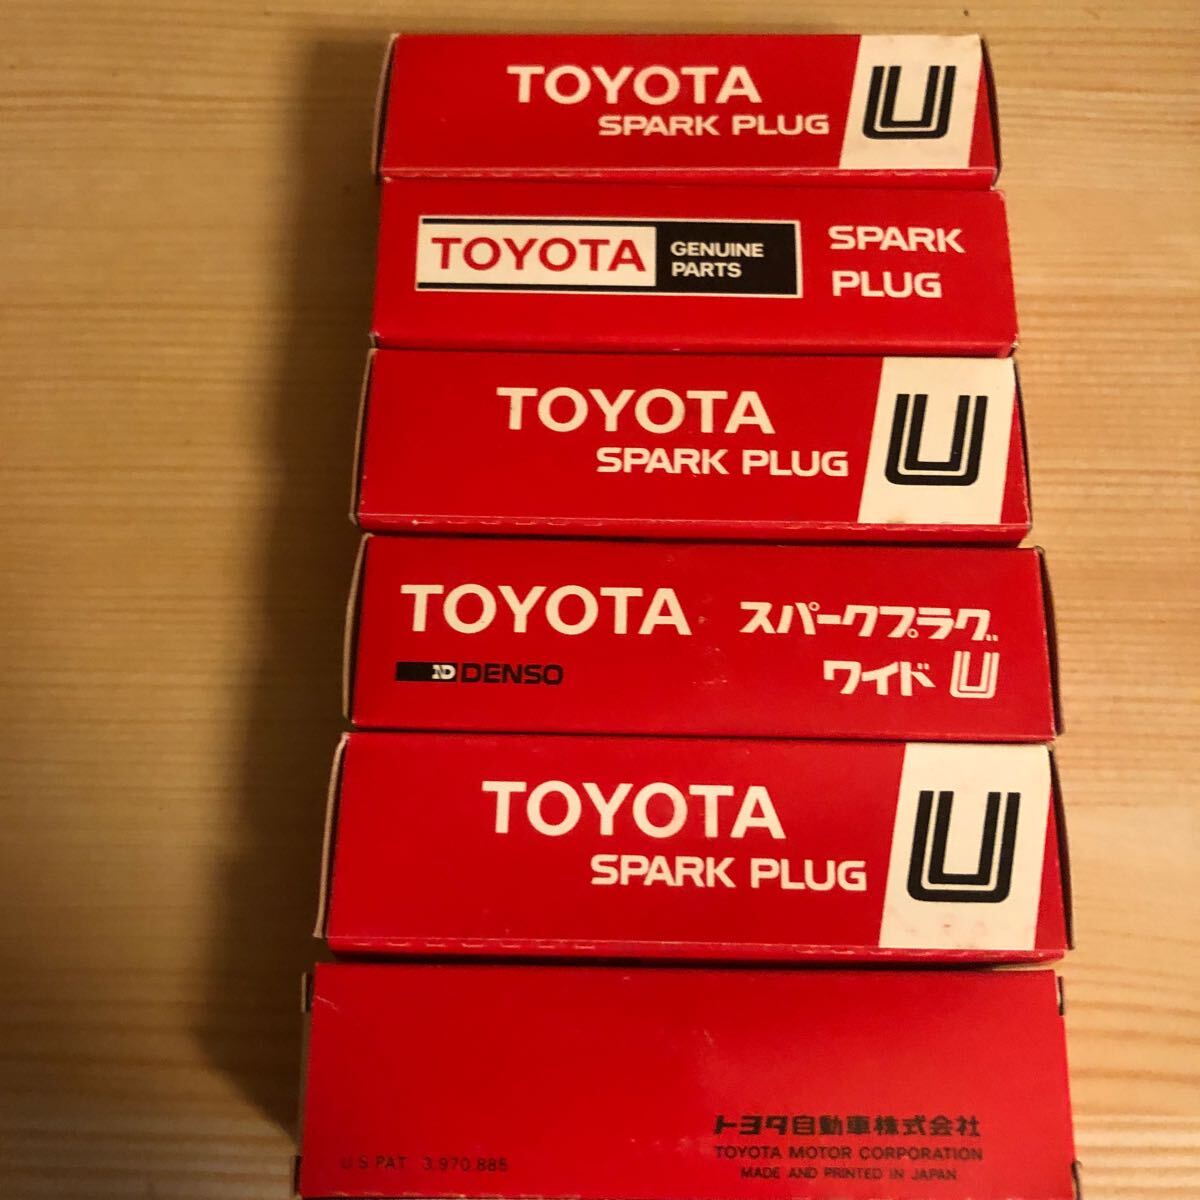 TOYOTA
SPARK PLUG
U
TOYOTA
GENUINE
PARTS
SPARK
PLUG
TOYOTA
SPARK PLUG
U
TOYOTA
スパークプラグ
ND DENSO
ワイド U
TOYOTA
SPARK PLUG
U
トヨタ自動車株式会社
TOYOTA MOTOR CORPORATION
MADE AND PRINTED IN JAPAN
U.S.PAT. 3,970,885